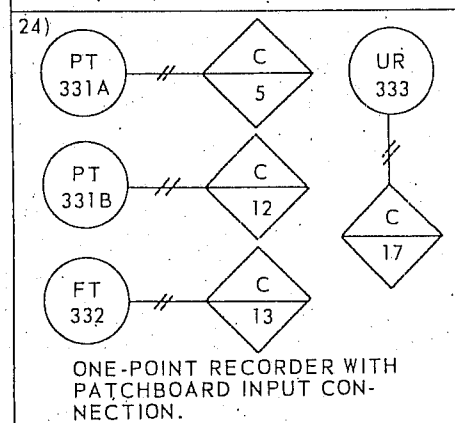 24)
PT
331A
C
5
UR
333
PT
331B
C
12
C
17
FT
332
C
13
ONE-POINT RECORDER WITH
PATCHBOARD INPUT CON-
NECTION.